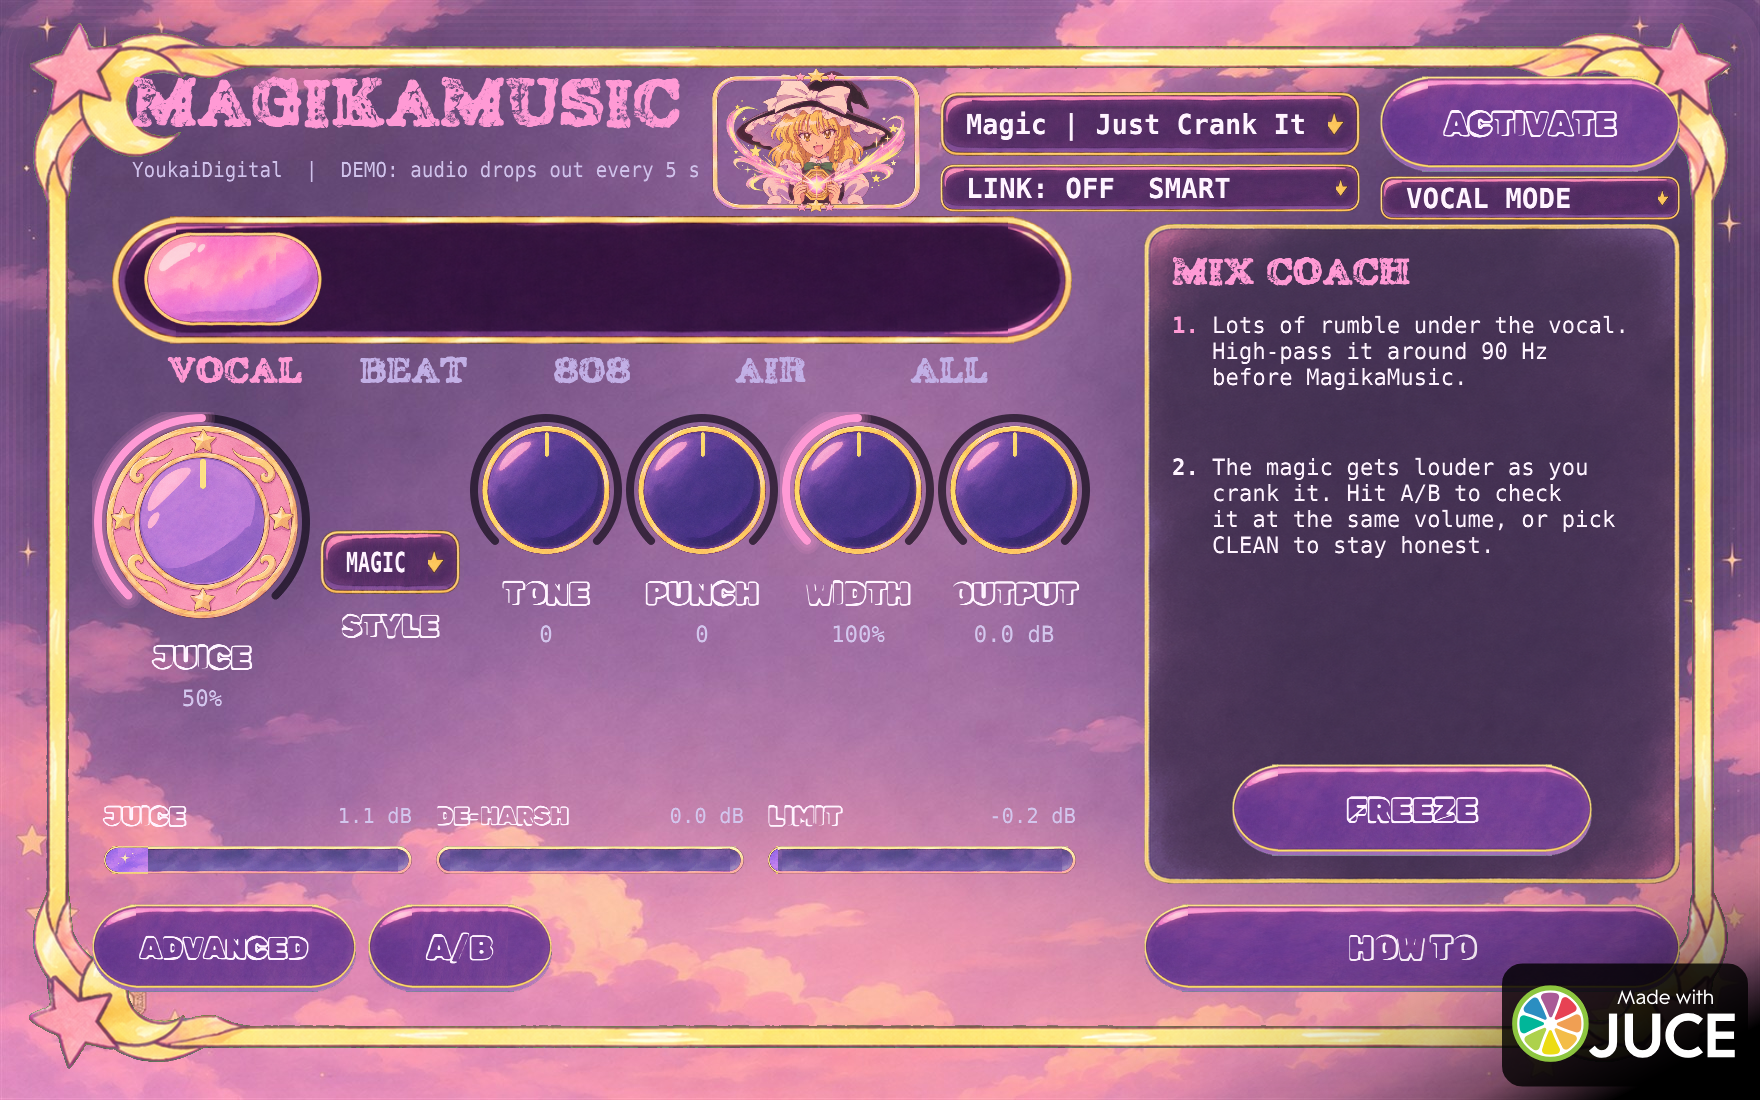 MAGIKAMUSIC
YoukaiDigital | DEMO: audio drops out every 5 s
Magic | Just Crank It
LINK: OFF SMART
ACTIVATE
VOCAL MODE
VOCAL
BEAT
808
AIR
ALL
MIX COACH
1. Lots of rumble under the vocal.
High-pass it around 90 Hz
before MagikaMusic.
2. The magic gets louder as you
crank it. Hit A/B to check
it at the same volume, or pick
CLEAN to stay honest.
MAGIC
STYLE
JUICE
50%
TONE
0
PUNCH
0
WIDTH
100%
OUTPUT
0.0 dB
JUICE 1.1 dB
DE-HARSH 0.0 dB
LIMIT -0.2 dB
FREEZE
ADVANCED
A/B
HOW TO
Made with
JUCE